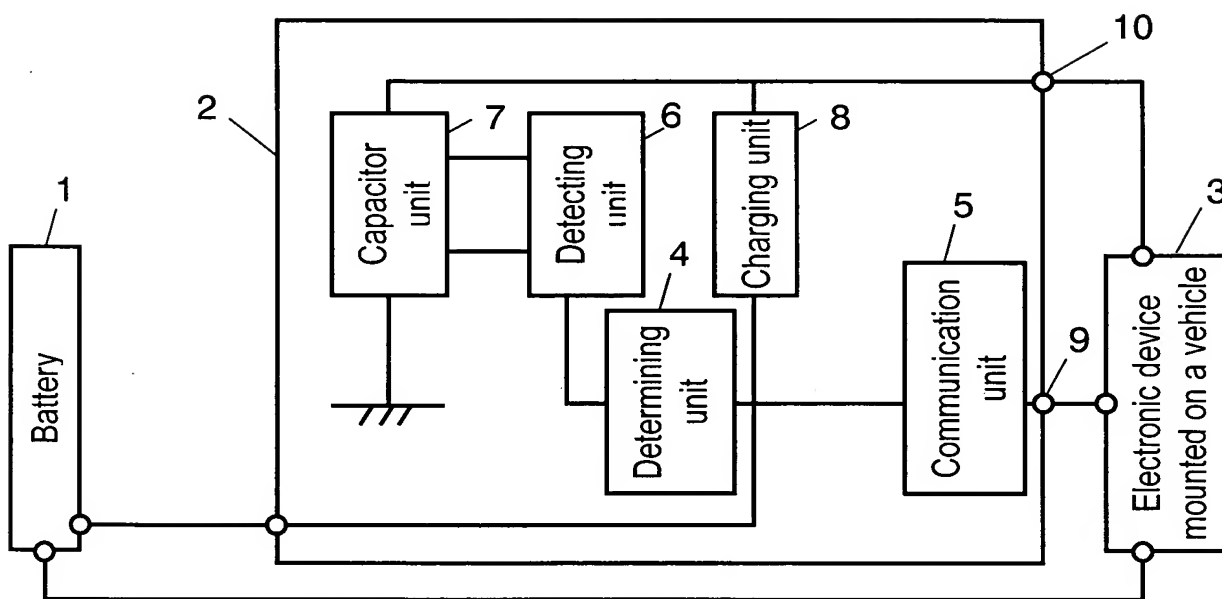 10
2
7
6
8
Capacitor
unit
Detecting
unit
Charging unit
1
5
3
4
Battery
Determining
unit
Communication
unit
9
Electronic device
mounted on a vehicle